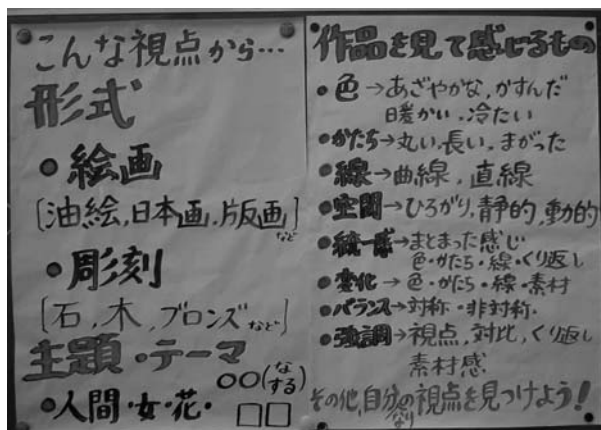 こんな視点から…
形式
●絵画
[油絵,日本画,版画]など
●彫刻
[石,木,ブロンズなど]
主題・テーマ
○○(なする)
●人間・女・花・□□
作品を見て感じるもの
●色→あざやかな,かすんだ
暖かい・冷たい
●かたち→丸い,長い,まがった
●線→曲線,直線
●空間→ひろがり,静的,動的
●統一感→まとまった感じ
色・かたち・線・くり返し
●変化→色・かたち・線・素材
●バランス→対称・非対称・
●強調→視点,対比,くり返し
素材感
その他,自分なりの視点を見つけよう!